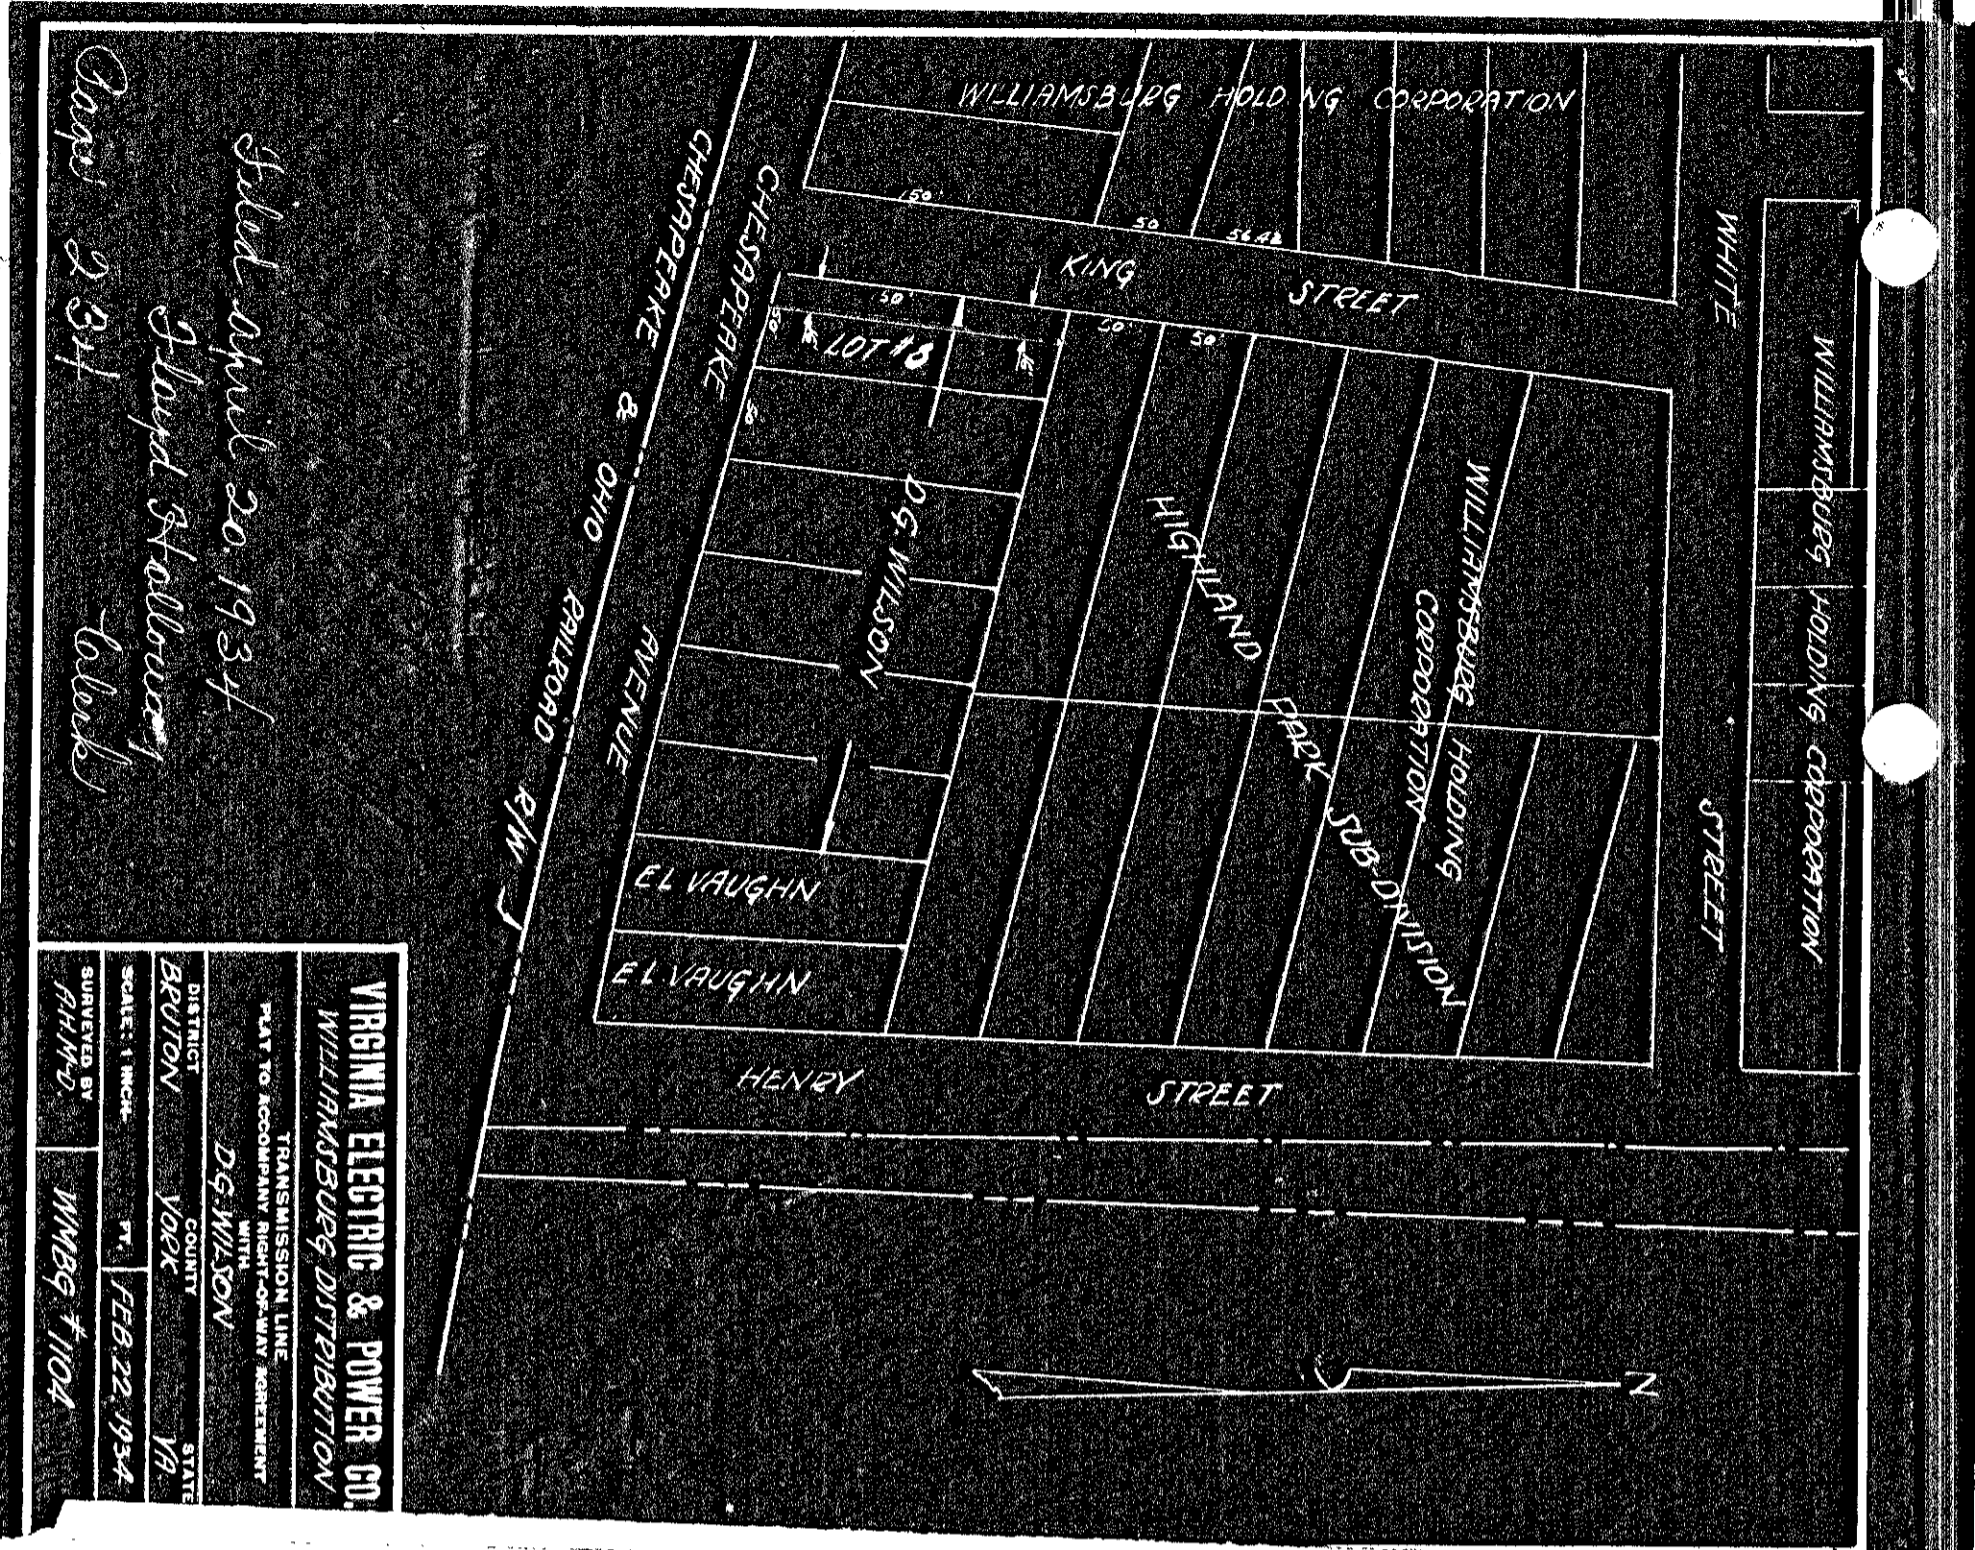 WILLIAMSBURG HOLDING CORPORATION
150'
50
56.42
KING STREET
WHITE STREET
WILLIAMSBURG HOLDING CORPORATION
50'
50'
50'
50
50
LOT #8
D.G. WILSON
HIGHLAND PARK SUB-DIVISION
WILLIAMSBURG HOLDING
CORPORATION
CHESAPEAKE AVENUE
CHESAPEAKE & OHIO RAILROAD R/W
E L VAUGHN
E L VAUGHN
HENRY STREET
N
VIRGINIA ELECTRIC & POWER CO.
WILLIAMSBURG DISTRIBUTION
TRANSMISSION LINE
PLAT TO ACCOMPANY RIGHT-OF-WAY AGREEMENT
WITH
D.G. WILSON
DISTRICT COUNTY STATE
BRUTON YORK VA.
SCALE: 1 INCH= FT. FEB. 22, 1934
SURVEYED BY
A.H.M-D. WMBG #1104
Filed April 20. 1934
Floyd Holloway
Page 234 Clerk